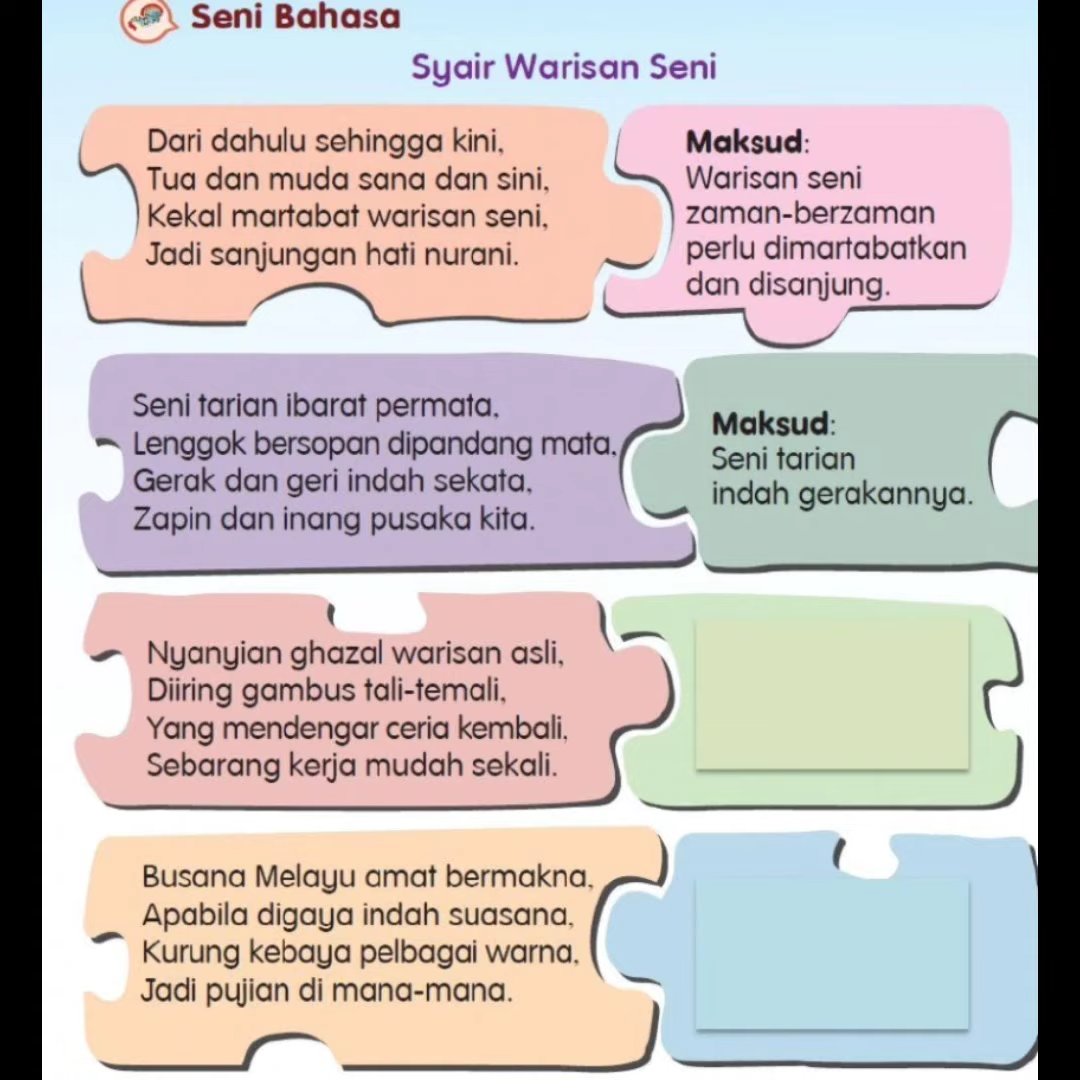 Seni Bahasa
Syair Warisan Seni
Dari dahulu sehingga kini,
Tua dan muda sana dan sini,
Kekal martabat warisan seni,
Jadi sanjungan hati nurani.
Maksud:
Warisan seni
zaman-berzaman
perlu dimartabatkan
dan disanjung.
Seni tarian ibarat permata,
Lenggok bersopan dipandang mata,
Gerak dan geri indah sekata,
Zapin dan inang pusaka kita.
Maksud:
Seni tarian
indah gerakannya.
Nyanyian ghazal warisan asli,
Diiring gambus tali-temali,
Yang mendengar ceria kembali,
Sebarang kerja mudah sekali.
Busana Melayu amat bermakna,
Apabila digaya indah suasana,
Kurung kebaya pelbagai warna,
Jadi pujian di mana-mana.